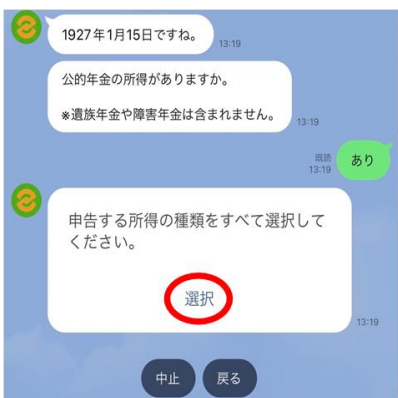 1927年1月15日ですね。
13:19
公的年金の所得がありますか。
※遺族年金や障害年金は含まれません。
13:19
既読
13:19
あり
申告する所得の種類をすべて選択して
ください。
選択
13:19
中止
戻る